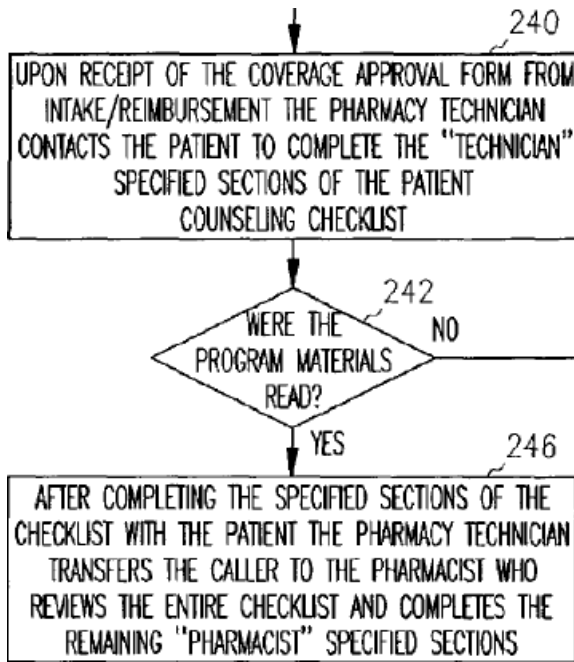 240
UPON RECEIPT OF THE COVERAGE APPROVAL FORM FROM
INTAKE/REIMBURSEMENT THE PHARMACY TECHNICIAN
CONTACTS THE PATIENT TO COMPLETE THE "TECHNICIAN"
SPECIFIED SECTIONS OF THE PATIENT
COUNSELING CHECKLIST
242
WERE THE
PROGRAM MATERIALS
READ?
NO
YES
246
AFTER COMPLETING THE SPECIFIED SECTIONS OF THE
CHECKLIST WITH THE PATIENT THE PHARMACY TECHNICIAN
TRANSFERS THE CALLER TO THE PHARMACIST WHO
REVIEWS THE ENTIRE CHECKLIST AND COMPLETES THE
REMAINING "PHARMACIST" SPECIFIED SECTIONS